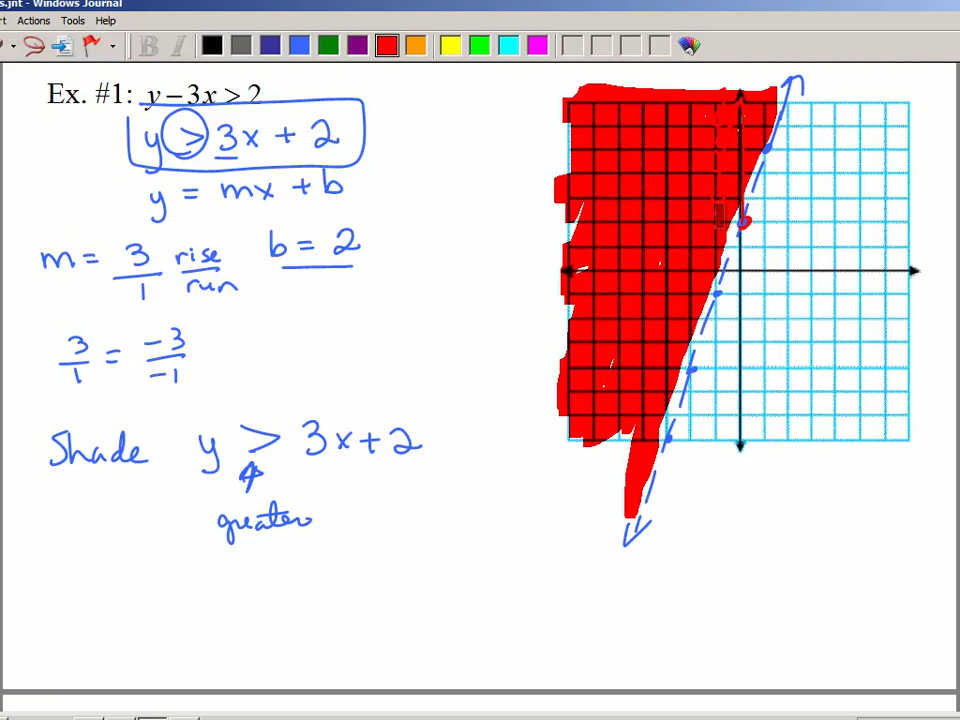 s.jnt - Windows Journal
rt Actions Tools Help
B I
Ex. #1: y − 3x > 2
y > 3x + 2
y = mx + b
m = 3/1 rise/run b = 2
3/1 = -3/-1
Shade y > 3x + 2
greater